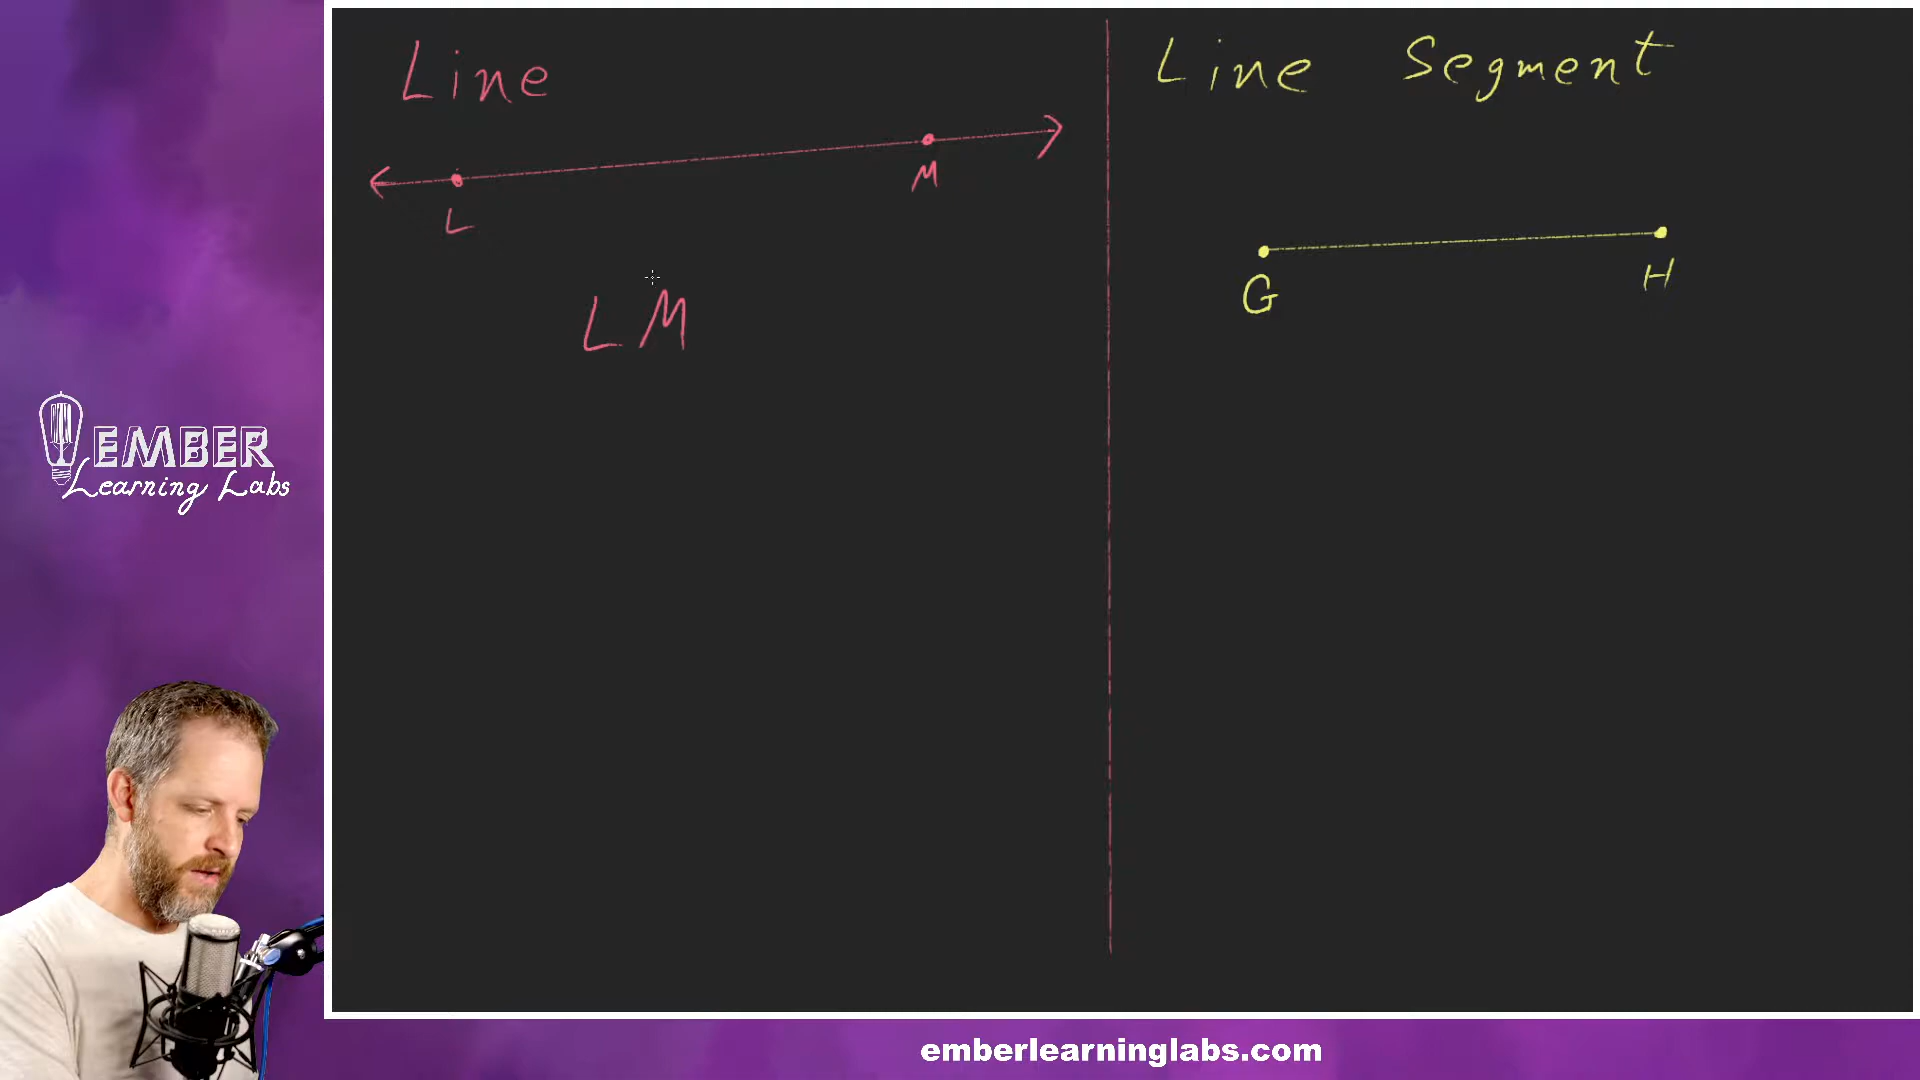 Line
L
M
LM
Line Segment
G
H
EMBER
Learning Labs
emberlearninglabs.com